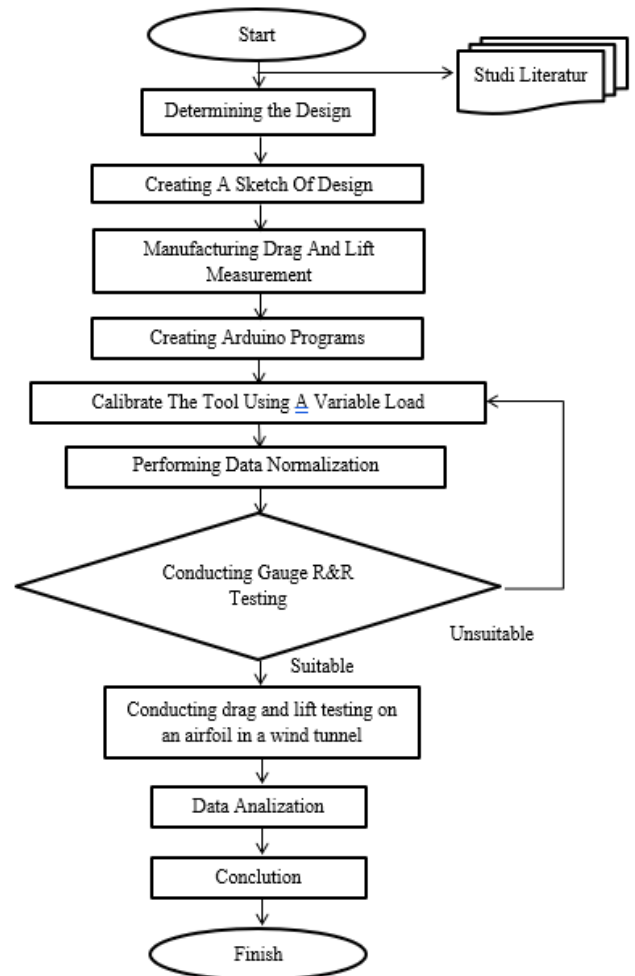 Start
Studi Literatur
Determining the Design
Creating A Sketch Of Design
Manufacturing Drag And Lift
Measurement
Creating Arduino Programs
Calibrate The Tool Using A Variable Load
Performing Data Normalization
Conducting Gauge R&R
Testing
Unsuitable
Suitable
Conducting drag and lift testing on
an airfoil in a wind tunnel
Data Analization
Conclution
Finish